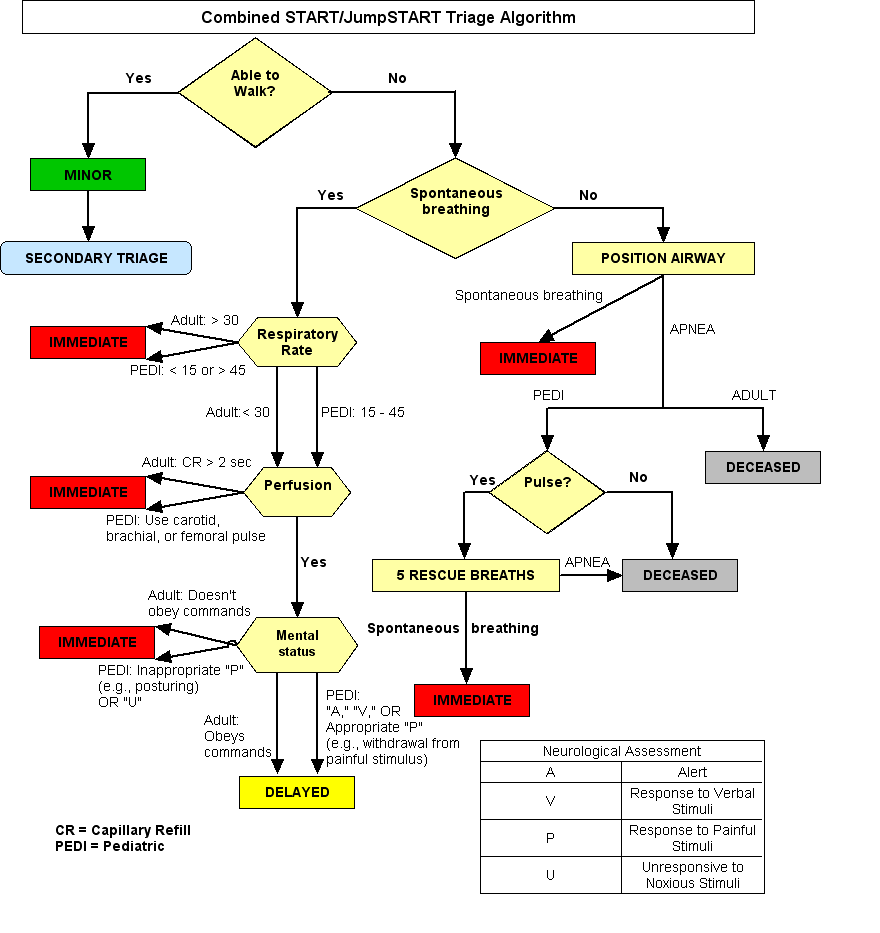 Combined START/JumpSTART Triage Algorithm
Able to
Walk?
Yes
No
MINOR
SECONDARY TRIAGE
Spontaneous
breathing
Yes
No
POSITION AIRWAY
Spontaneous breathing
IMMEDIATE
APNEA
Respiratory
Rate
Adult: > 30
IMMEDIATE
PEDI: < 15 or > 45
Adult:< 30
PEDI: 15 - 45
PEDI
ADULT
DECEASED
Pulse?
Yes
No
Perfusion
Adult: CR > 2 sec
IMMEDIATE
PEDI: Use carotid,
brachial, or femoral pulse
Yes
5 RESCUE BREATHS
APNEA
DECEASED
Spontaneous breathing
IMMEDIATE
Mental
status
Adult: Doesn't
obey commands
IMMEDIATE
PEDI: Inappropriate "P"
(e.g., posturing)
OR "U"
Adult:
Obeys
commands
PEDI:
"A," "V," OR
Appropriate "P"
(e.g., withdrawal from
painful stimulus)
DELAYED
CR = Capillary Refill
PEDI = Pediatric
Neurological Assessment
A Alert
V Response to Verbal
Stimuli
P Response to Painful
Stimuli
U Unresponsive to
Noxious Stimuli